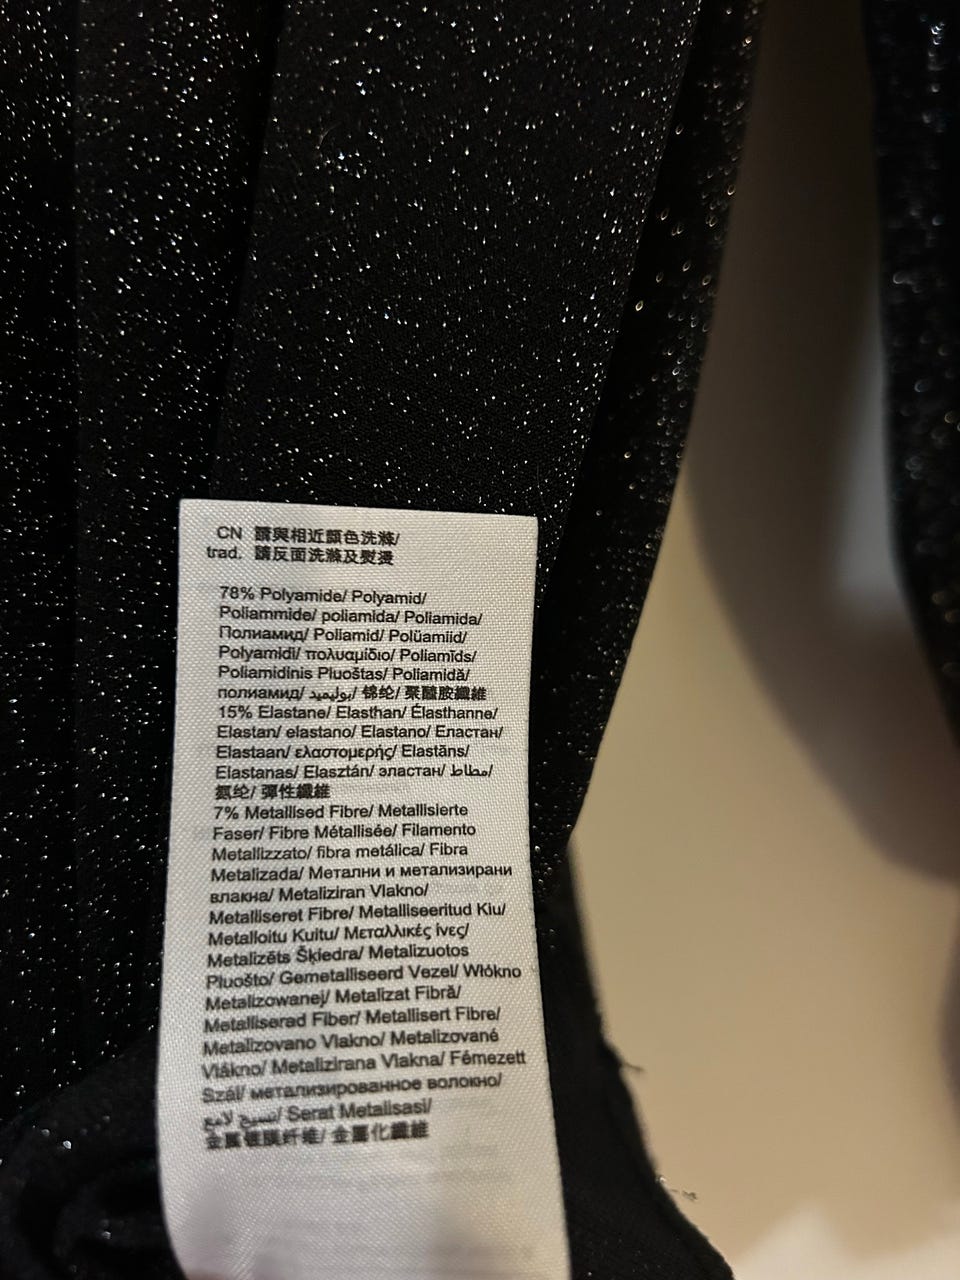 CN 請與相近顏色洗滌/
trad. 請反面洗滌及熨燙
78% Polyamide/ Polyamid/
Poliammide/ poliamida/ Poliamida/
Полиамид/ Poliamid/ Polüamiid/
Polyamidi/ πολυαμίδιο/ Poliamīds/
Poliamidinis Pluoštas/ Poliamidă/
полиамид/ بوليميد/ 锦纶/ 聚醯胺纖維
15% Elastane/ Elasthan/ Élasthanne/
Elastan/ elastano/ Elastano/ Еластан/
Elastaan/ ελαστομερής/ Elastāns/
Elastanas/ Elasztán/ эластан/ مطاط/
氨纶/ 彈性纖維
7% Metallised Fibre/ Metallisierte
Faser/ Fibre Métallisée/ Filamento
Metallizzato/ fibra metálica/ Fibra
Metalizada/ Метални и метализирани
влакна/ Metaliziran Vlakno/
Metalliseret Fibre/ Metalliseeritud Kiu/
Metalloitu Kuitu/ Μεταλλικές ίνες/
Metalizēts Šķiedra/ Metalizuotos
Pluošto/ Gemetalliseerd Vezel/ Włókno
Metalizowanej/ Metalizat Fibră/
Metalliserad Fiber/ Metallisert Fibre/
Metalizovano Vlakno/ Metalizované
Vlákno/ Metalizirana Vlakna/ Fémezett
Szál/ метализированное волокно/
نسيج لامع/ Serat Metalisasi/
金属镀膜纤维/ 金屬化纖維